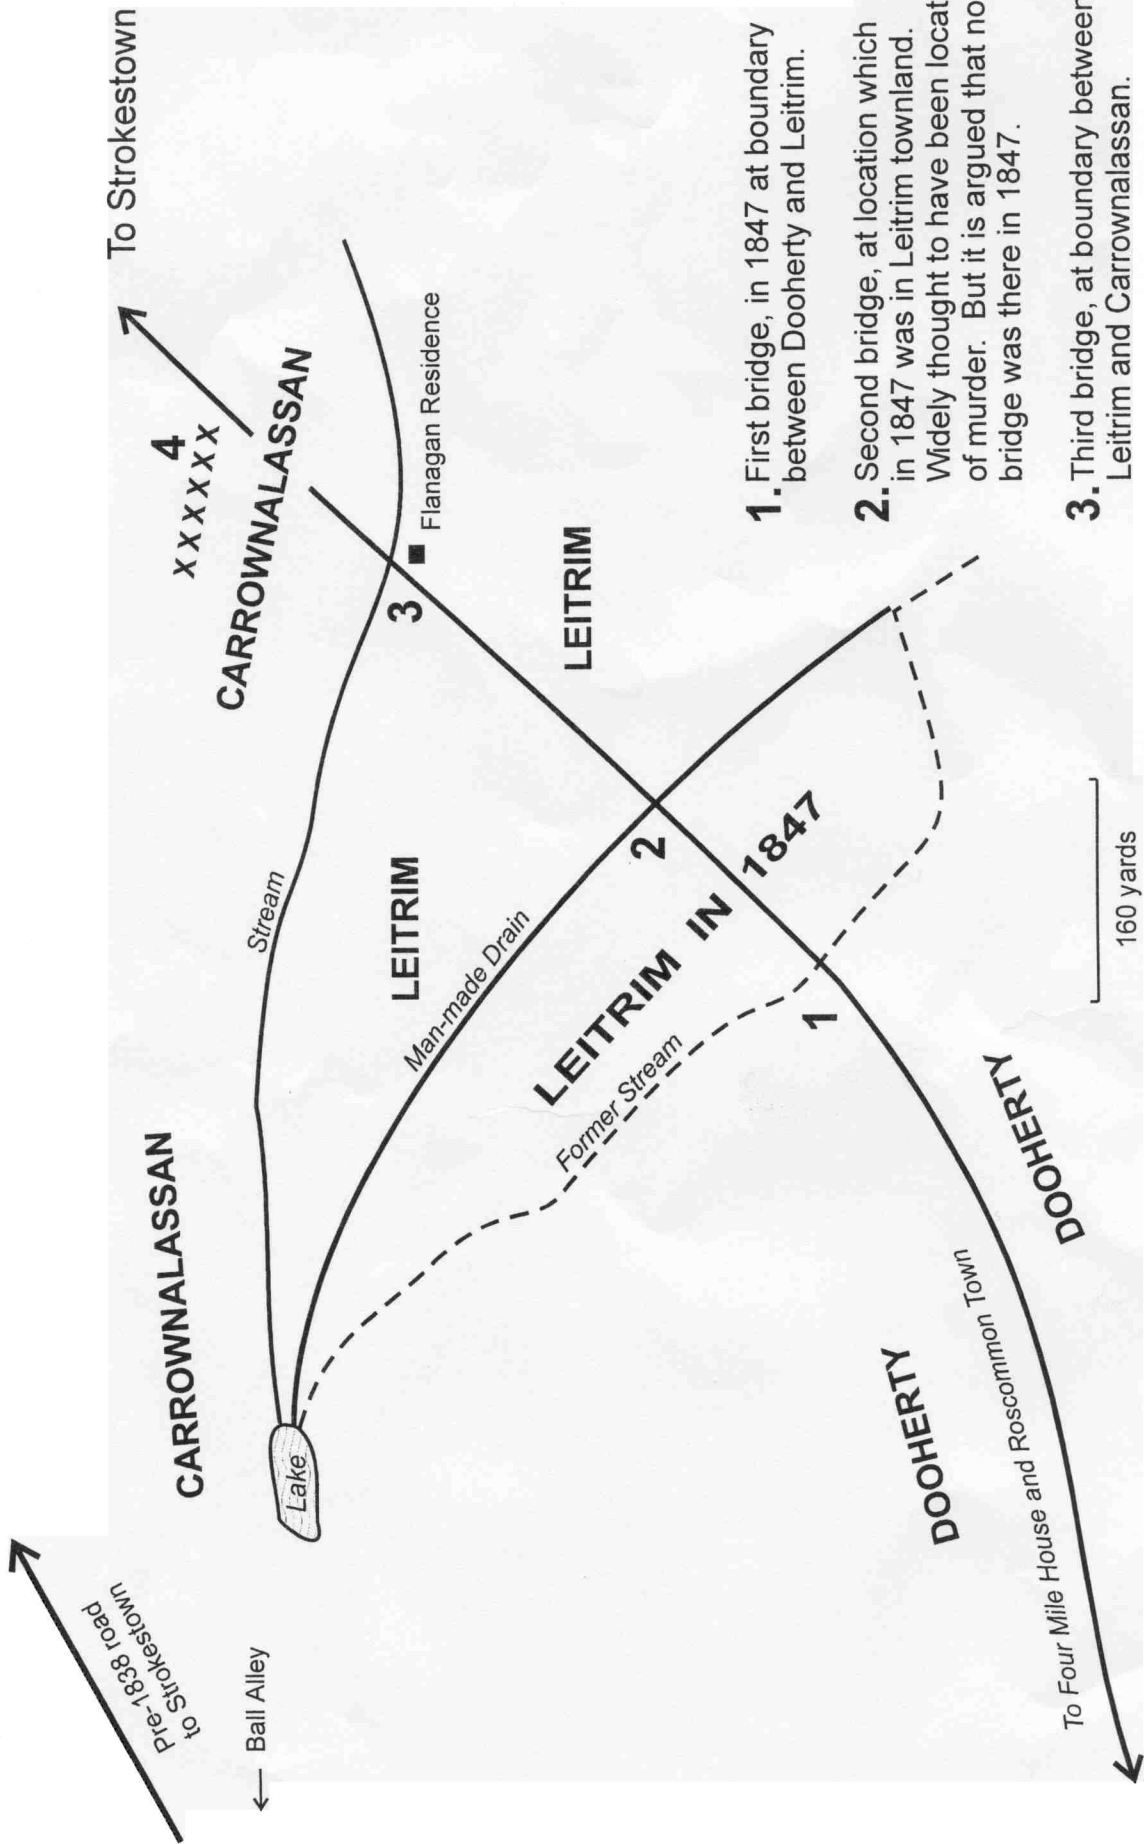 To Strokestown
Pre-1838 road
to Strokestown
Ball Alley
4
xxxxxx
CARROWNALASSAN
CARROWNALASSAN
Stream
Lake
3
Flanagan Residence
LEITRIM
LEITRIM
Man-made Drain
2
LEITRIM IN 1847
Former Stream
1
DOOHERTY
DOOHERTY
To Four Mile House and Roscommon Town
160 yards
1. First bridge, in 1847 at boundary
between Dooherty and Leitrim.
2. Second bridge, at location which
in 1847 was in Leitrim townland.
Widely thought to have been locat
of murder. But it is argued that no
bridge was there in 1847.
3. Third bridge, at boundary between
Leitrim and Carrownalassan.